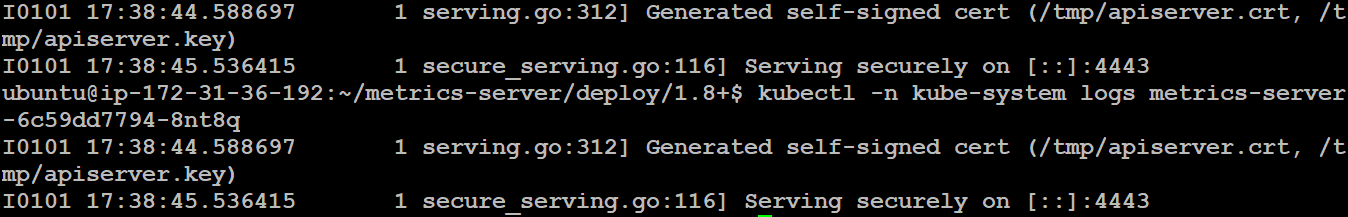 I0101 17:38:44.588697       1 serving.go:312] Generated self-signed cert (/tmp/apiserver.crt, /t
mp/apiserver.key)
I0101 17:38:45.536415       1 secure_serving.go:116] Serving securely on [::]:4443
ubuntu@ip-172-31-36-192:~/metrics-server/deploy/1.8+$ kubectl -n kube-system logs metrics-server
-6c59dd7794-8nt8q
I0101 17:38:44.588697       1 serving.go:312] Generated self-signed cert (/tmp/apiserver.crt, /t
mp/apiserver.key)
I0101 17:38:45.536415       1 secure_serving.go:116] Serving securely on [::]:4443